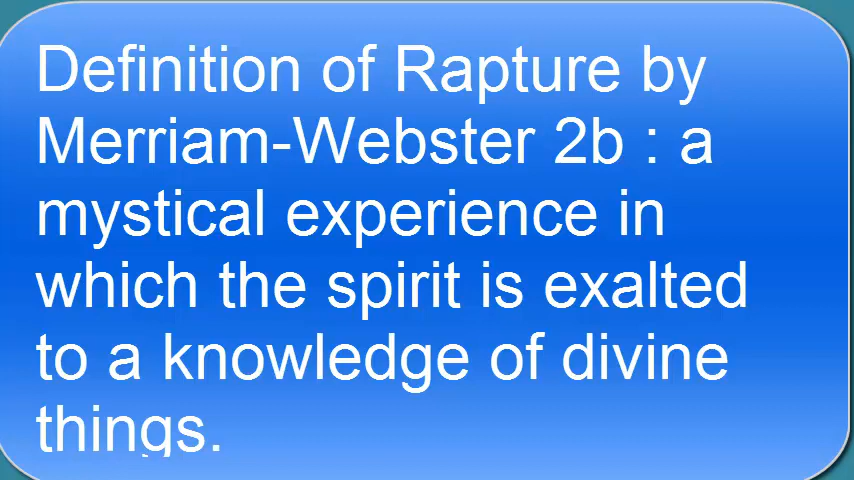 Definition of Rapture by
Merriam-Webster 2b : a
mystical experience in
which the spirit is exalted
to a knowledge of divine
things.